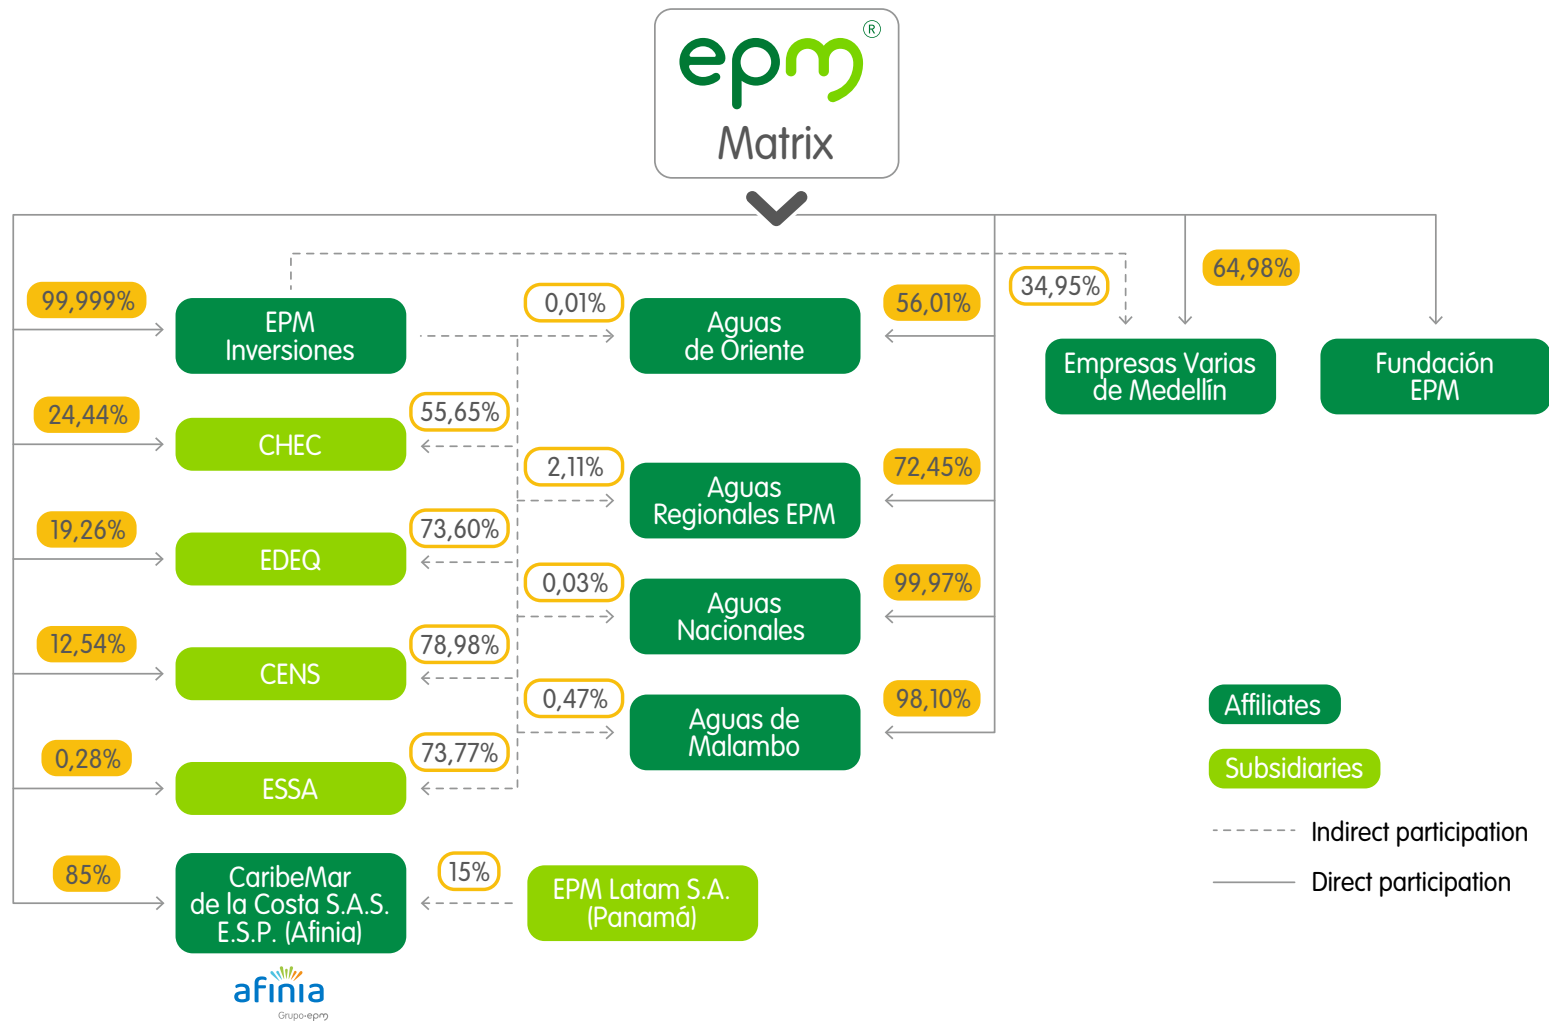 epm®
Matrix
99,999%
EPM
Inversiones
0,01%
Aguas
de Oriente
56,01%
34,95%
64,98%
Empresas Varias
de Medellín
Fundación
EPM
24,44%
CHEC
55,65%
2,11%
Aguas
Regionales EPM
72,45%
19,26%
EDEQ
73,60%
0,03%
Aguas
Nacionales
99,97%
12,54%
CENS
78,98%
0,47%
Aguas de
Malambo
98,10%
0,28%
ESSA
73,77%
85%
CaribeMar
de la Costa S.A.S.
E.S.P. (Afinia)
15%
EPM Latam S.A.
(Panamá)
afinia
Grupo·epm
Affiliates
Subsidiaries
Indirect participation
Direct participation